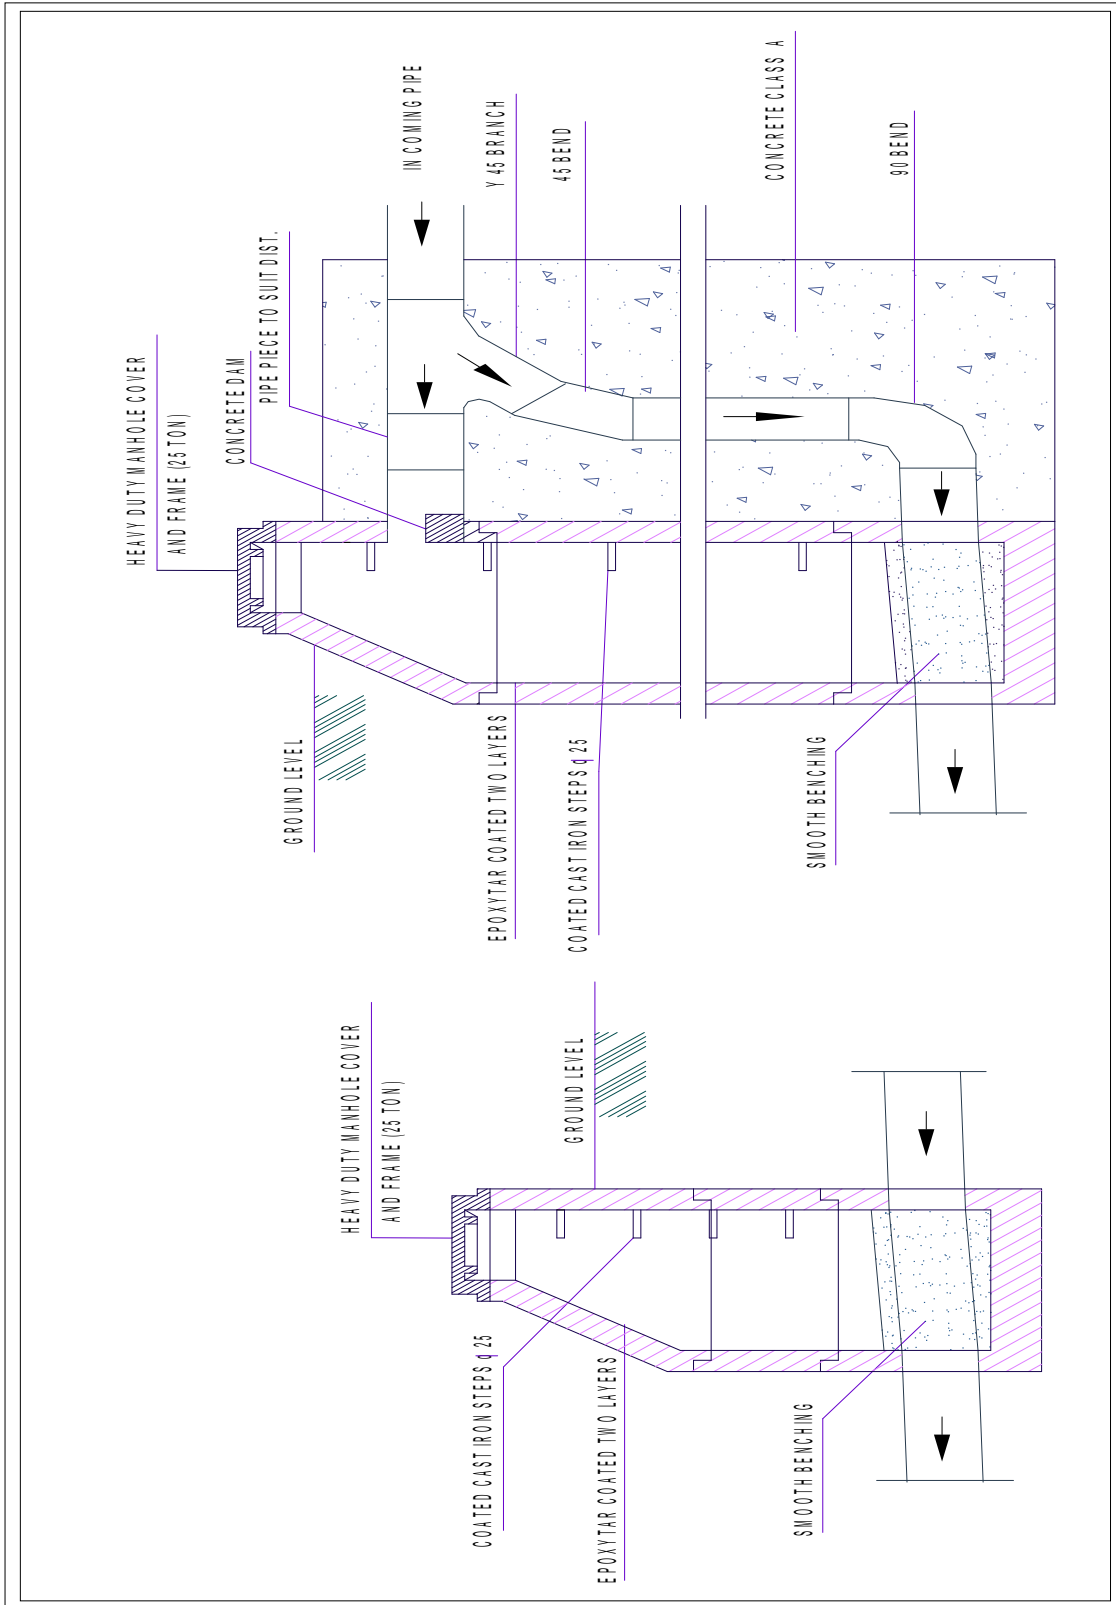 IN COMING PIPE
Y 45 BRANCH
45 BEND
CONCRETE CLASS A
90 BEND
PIPE PIECE TO SUIT DIST.
CONCRETE DAM
HEAVY DUTY MANHOLE COVER
AND FRAME (25 TON)
GROUND LEVEL
EPOXYTAR COATED TWO LAYERS
COATED CAST IRON STEPS q 25
SMOOTH BENCHING
HEAVY DUTY MANHOLE COVER
AND FRAME (25 TON)
GROUND LEVEL
COATED CAST IRON STEPS q 25
EPOXYTAR COATED TWO LAYERS
SMOOTH BENCHING